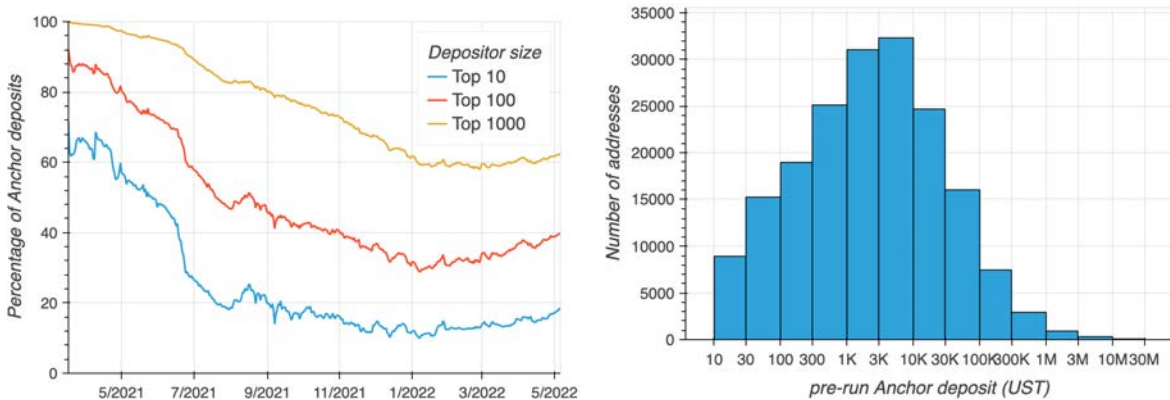 100
80
60
40
20
0
Percentage of Anchor deposits
Depositor size
Top 10
Top 100
Top 1000
5/2021 7/2021 9/2021 11/2021 1/2022 3/2022 5/2022
35000
30000
25000
20000
15000
10000
5000
0
Number of addresses
10 30 100 300 1K 3K 10K 30K 100K 300K 1M 3M 10M 30M
pre-run Anchor deposit (UST)